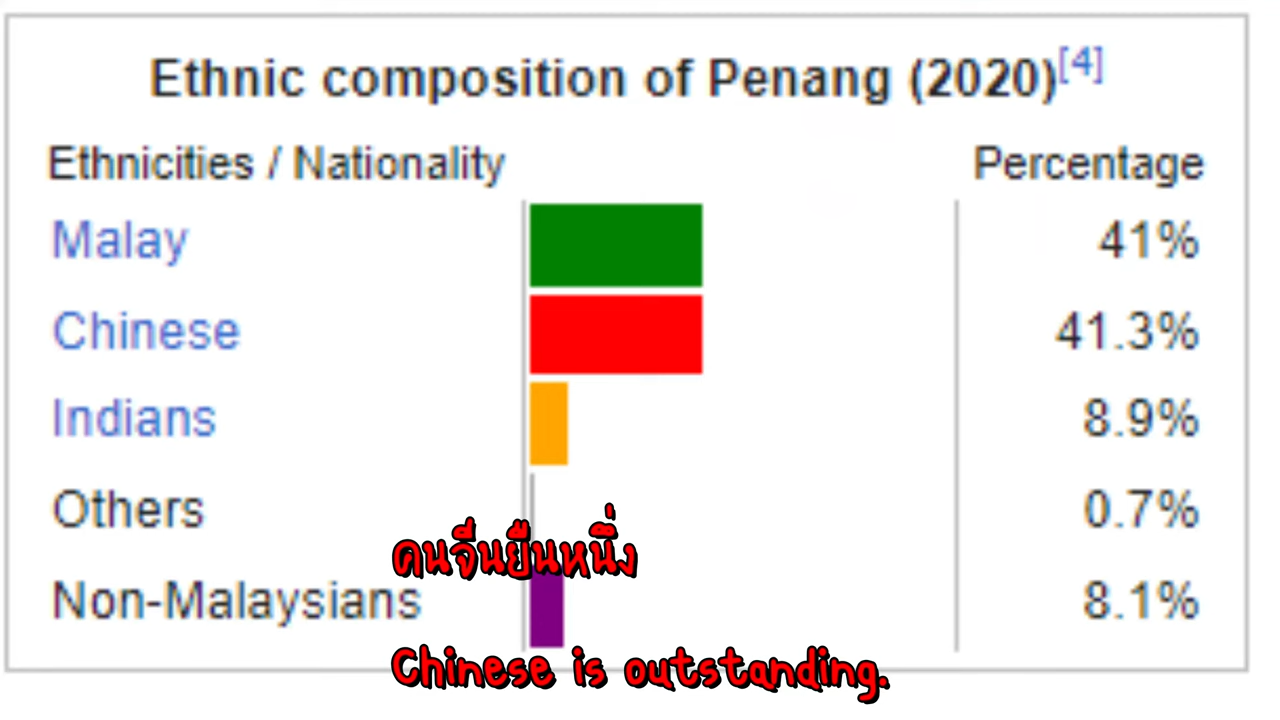 Ethnic composition of Penang (2020)[4]
Ethnicities / Nationality Percentage
Malay 41%
Chinese 41.3%
Indians 8.9%
Others 0.7%
คนจีนยืนหนึ่ง
Non-Malaysians 8.1%
Chinese is outstanding.